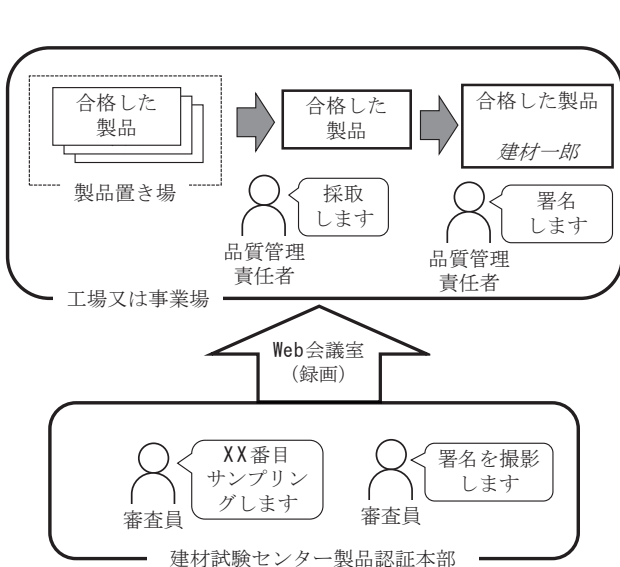 合格した
製品
製品置き場
合格した
製品
合格した製品
建材一郎
採取
します
品質管理
責任者
署名
します
品質管理
責任者
工場又は事業場
Web会議室
（録画）
XX番目
サンプリン
グします
審査員
署名を撮影
します
審査員
建材試験センター製品認証本部